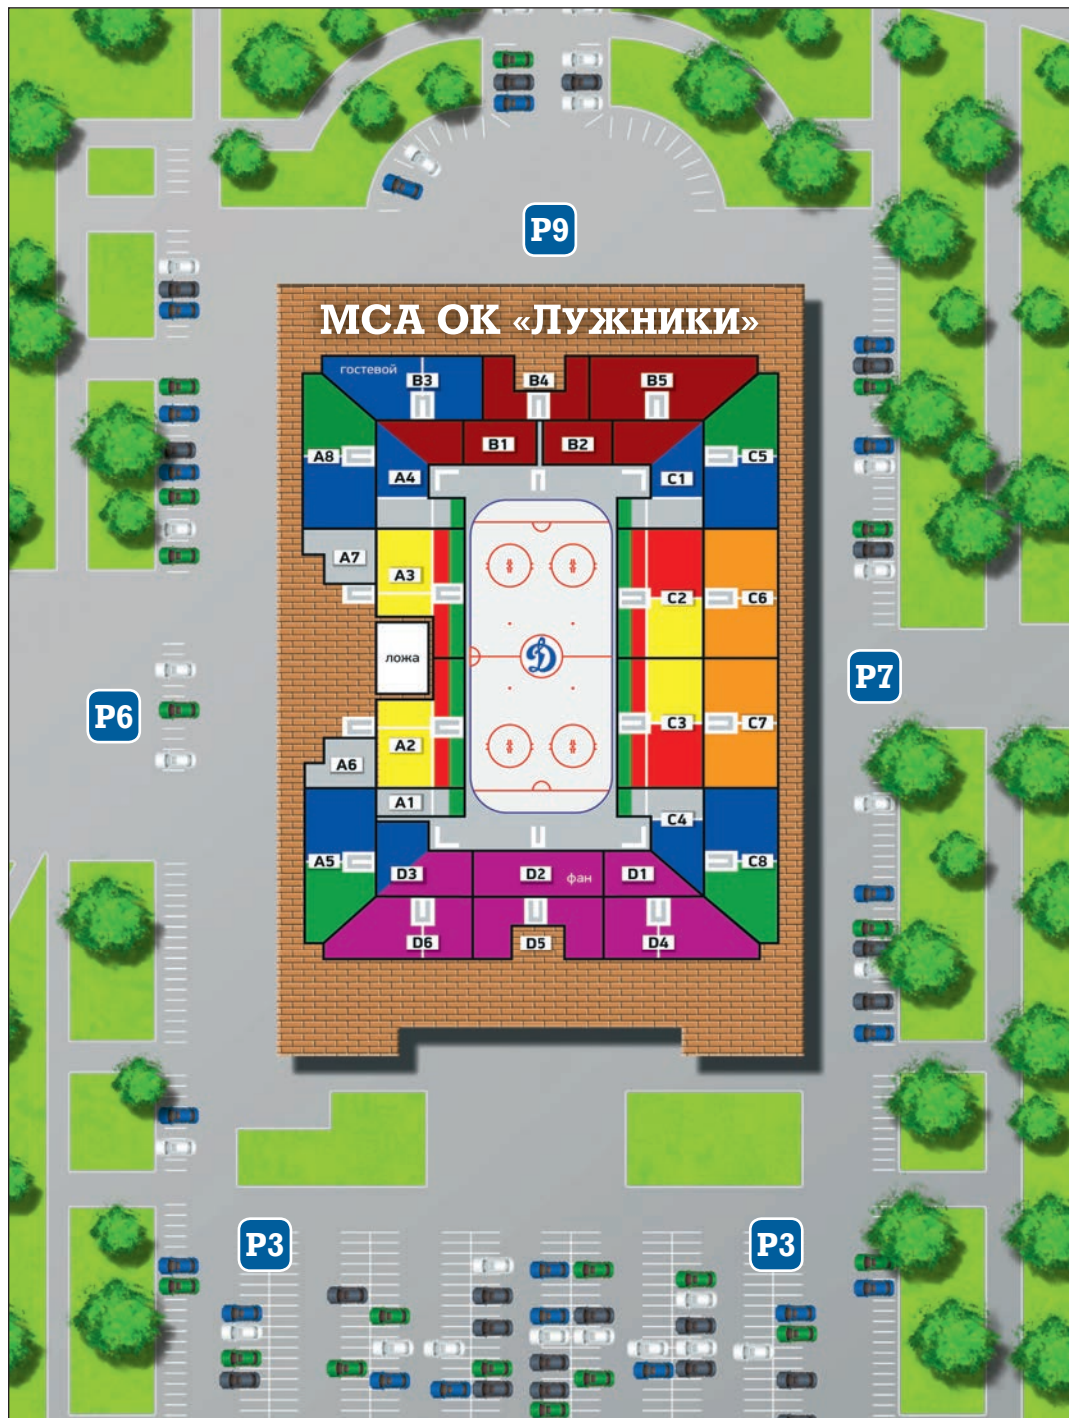 P9
МСА ОК «ЛУЖНИКИ»
гостевой
B3
B4
B5
B1
B2
A8
A4
C1
C5
A7
A3
C2
C6
ложа
P6
P7
A2
C3
C7
A6
A1
C4
A5
D3
D2
фан
D1
C8
D6
D5
D4
Д
P3
P3